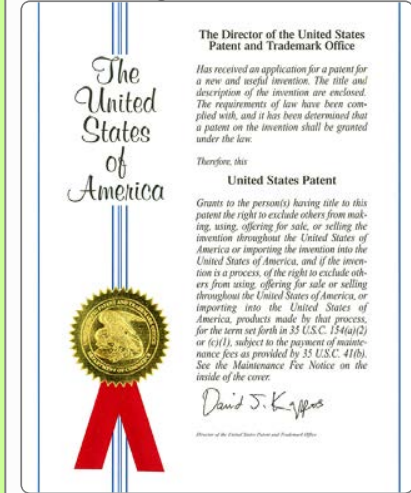 The
United
States
of
America
The Director of the United States
Patent and Trademark Office
Has received an application for a patent for
a new and useful invention. The title and
description of the invention are enclosed.
The requirements of law have been com-
plied with, and it has been determined that
a patent on the invention shall be granted
under the law.
Therefore, this
United States Patent
Grants to the person(s) having title to this
patent the right to exclude others from mak-
ing, using, offering for sale, or selling the
invention throughout the United States of
America or importing the invention into the
United States of America, and if the inven-
tion is a process, of the right to exclude oth-
ers from using, offering for sale or selling
throughout the United States of America, or
importing into the United States of
America, products made by that process,
for the term set forth in 35 U.S.C. 154(a)(2)
or (c)(1), subject to the payment of mainte-
nance fees as provided by 35 U.S.C. 41(b).
See the Maintenance Fee Notice on the
inside of the cover.
David J. Kappos
Director of the United States Patent and Trademark Office